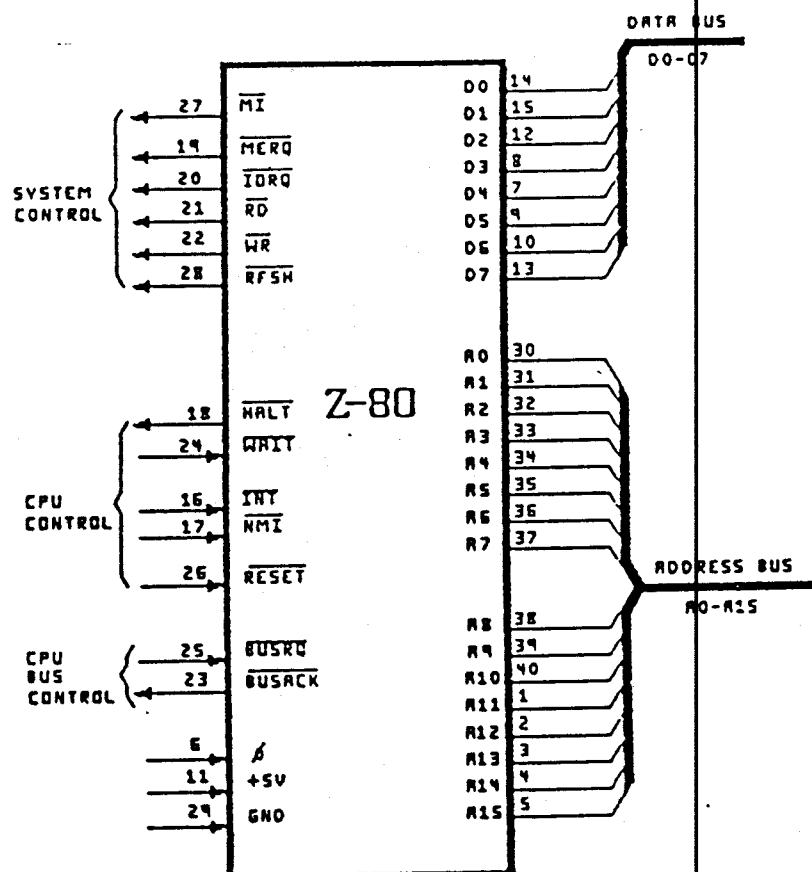 DATA BUS
D0-D7
27 MI
19 MERQ
20 IORQ
21 RD
22 WR
28 RFSH
SYSTEM
CONTROL
18 HALT
24 WAIT
16 INT
17 NMI
26 RESET
CPU
CONTROL
25 BUSRQ
23 BUSACK
CPU
BUS
CONTROL
6 ø
11 +5V
29 GND
Z-80
D0 14
D1 15
D2 12
D3 8
D4 7
D5 9
D6 10
D7 13
A0 30
A1 31
A2 32
A3 33
A4 34
A5 35
A6 36
A7 37
ADDRESS BUS
A0-A15
A8 38
A9 39
A10 40
A11 1
A12 2
A13 3
A14 4
A15 5